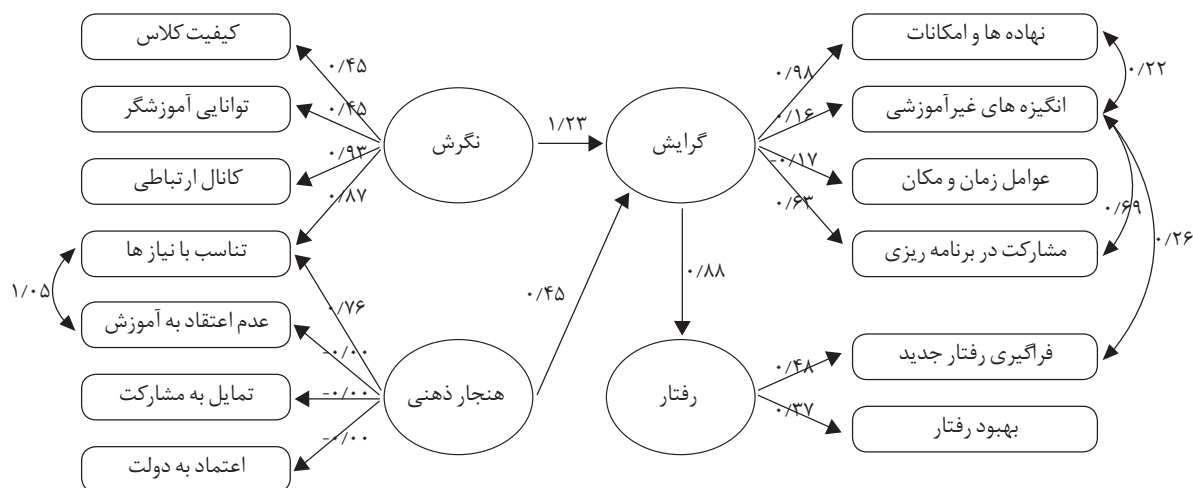 کیفیت کلاس
توانایی آموزشگر
کانال ارتباطی
تناسب با نیاز ها
عدم اعتقاد به آموزش
تمایل به مشارکت
اعتماد به دولت
۰/۴۵
۰/۴۵
۰/۹۳
۰/۸۷
۱/۰۵
۰/۷۶
-۰/۰۰
-۰/۰۰
-۰/۰۰
نگرش
هنجار ذهنی
۱/۲۳
۰/۴۵
گرایش
۰/۸۸
رفتار
۰/۹۸
۰/۱۶
-۰/۱۷
۰/۶۳
۰/۴۸
۰/۳۷
نهاده ها و امکانات
انگیزه های غیرآموزشی
عوامل زمان و مکان
مشارکت در برنامه ریزی
فراگیری رفتار جدید
بهبود رفتار
۰/۲۲
۰/۶۹
۰/۲۶